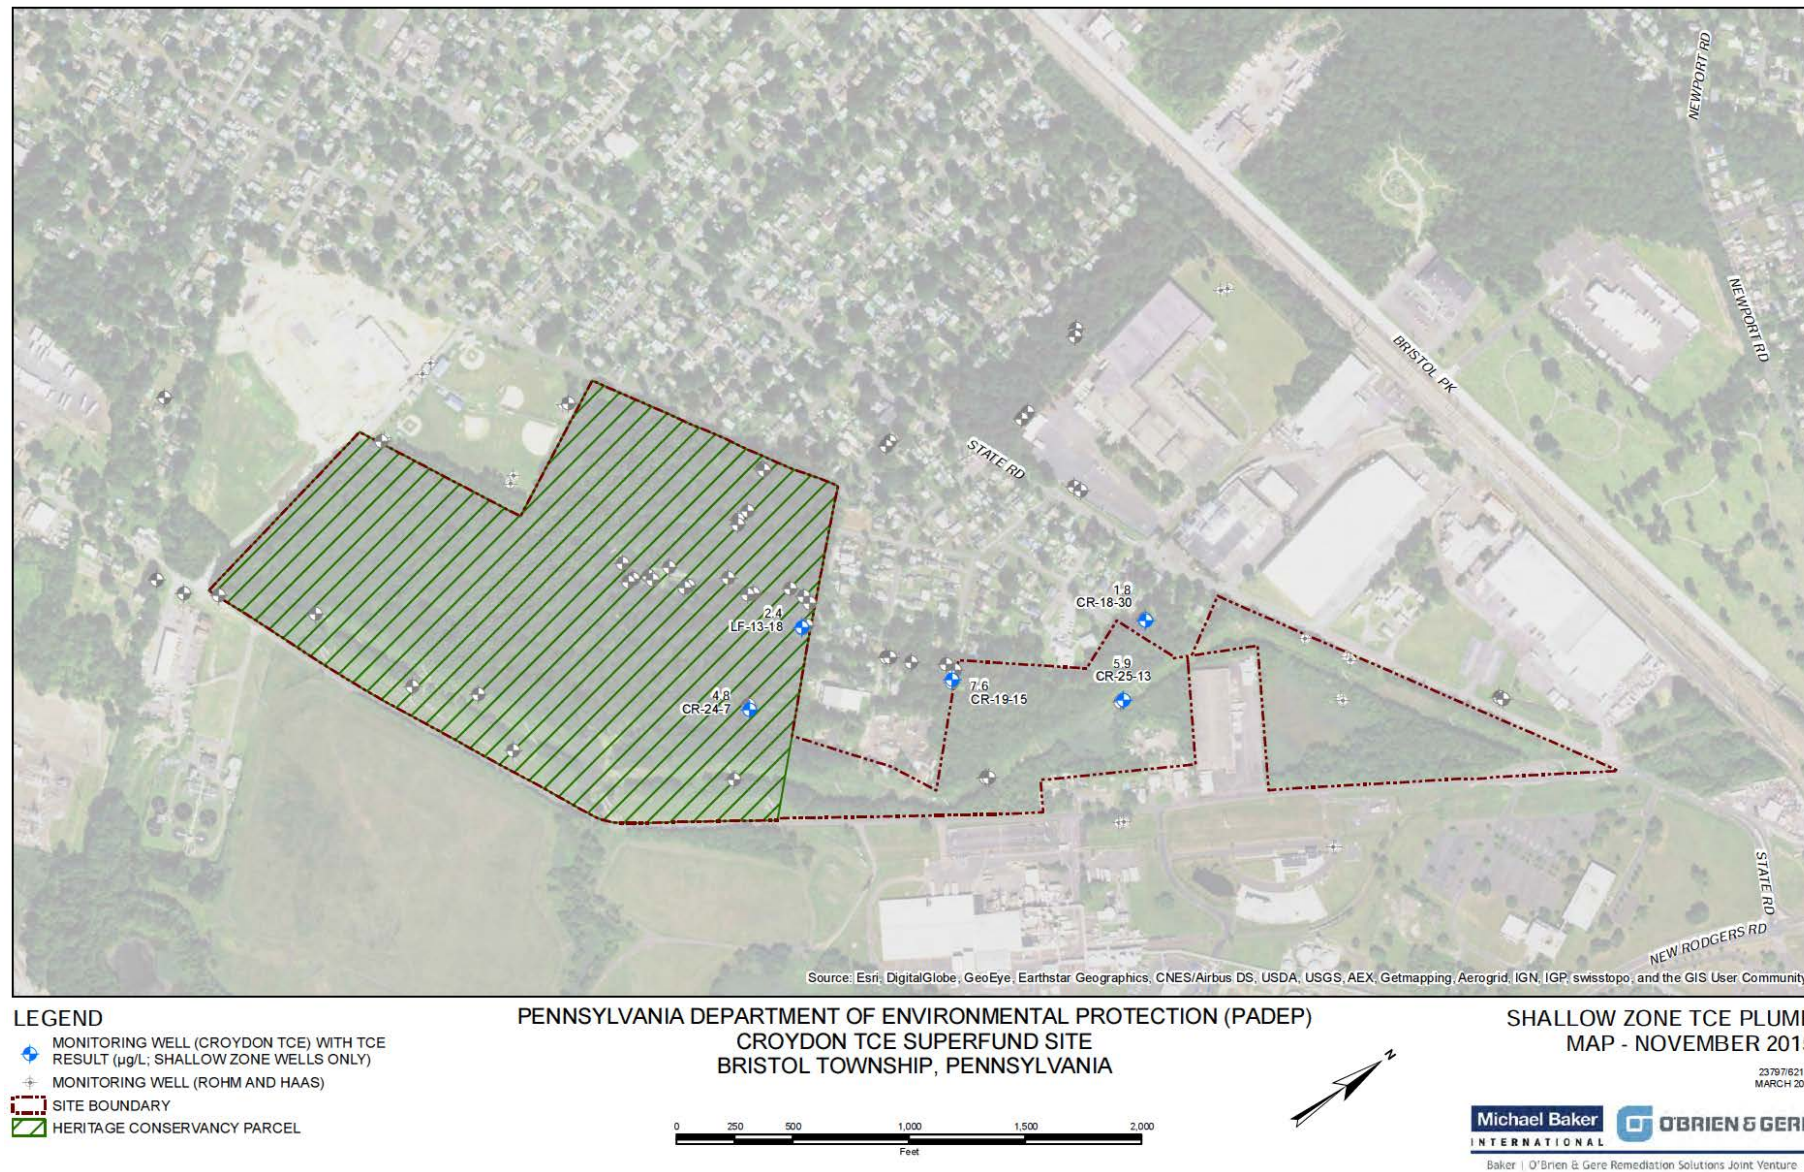 NEWPORT RD
NEWPORT RD
BRISTOL PK
STATE RD
1.8
CR-18-30
2.4
LF-13-18
5.9
CR-25-13
7.6
CR-19-15
4.8
CR-24-7
STATE RD
NEW RODGERS RD
Source: Esri, DigitalGlobe, GeoEye, Earthstar Geographics, CNES/Airbus DS, USDA, USGS, AEX, Getmapping, Aerogrid, IGN, IGP, swisstopo, and the GIS User Community
LEGEND
MONITORING WELL (CROYDON TCE) WITH TCE
RESULT (µg/L; SHALLOW ZONE WELLS ONLY)
MONITORING WELL (ROHM AND HAAS)
SITE BOUNDARY
HERITAGE CONSERVANCY PARCEL
PENNSYLVANIA DEPARTMENT OF ENVIRONMENTAL PROTECTION (PADEP)
CROYDON TCE SUPERFUND SITE
BRISTOL TOWNSHIP, PENNSYLVANIA
0 250 500 1,000 1,500 2,000
Feet
N
SHALLOW ZONE TCE
MAP - NOVEMBER
MARCH
Michael Baker
INTERNATIONAL
O'BRIEN & GERE
Baker | O'Brien & Gere Remediation Solutions Joint Venture